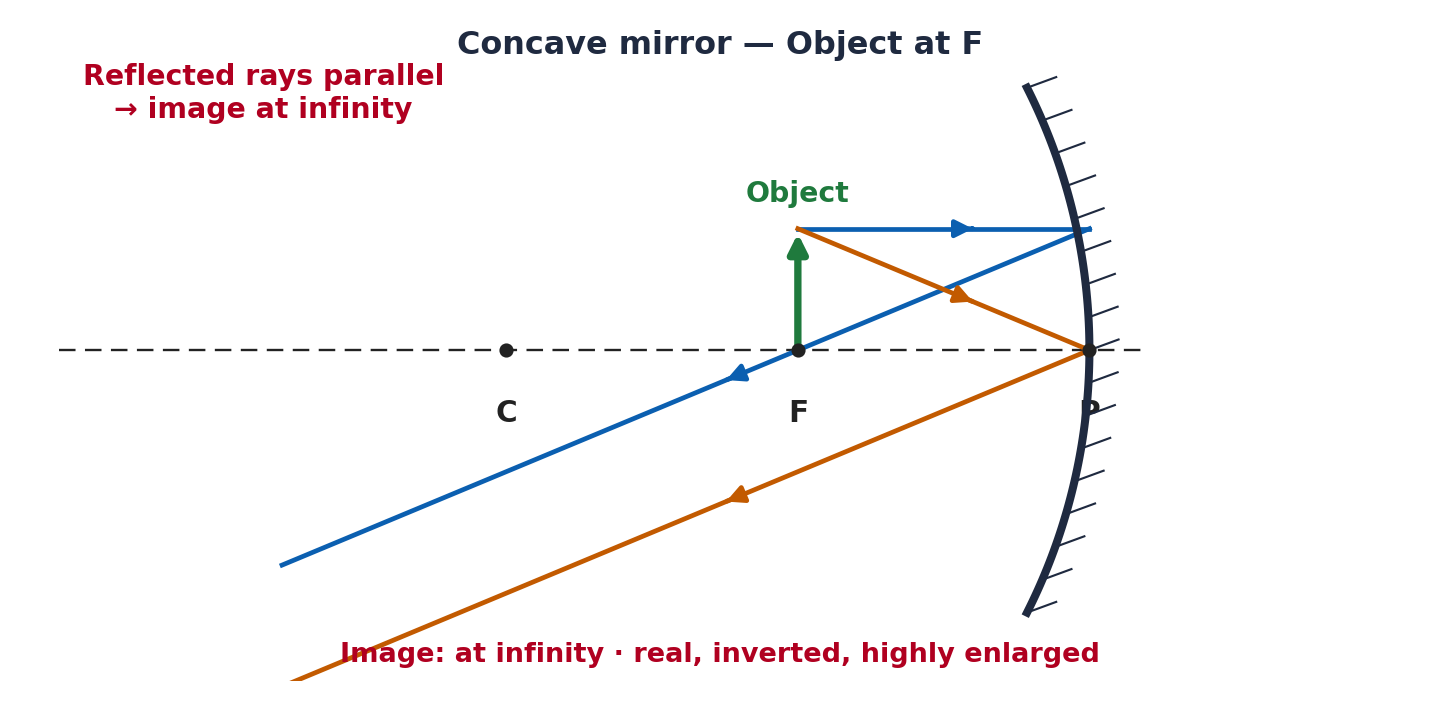 Concave mirror — Object at F
Reflected rays parallel
→ image at infinity
Object
C
F
P
Image: at infinity · real, inverted, highly enlarged